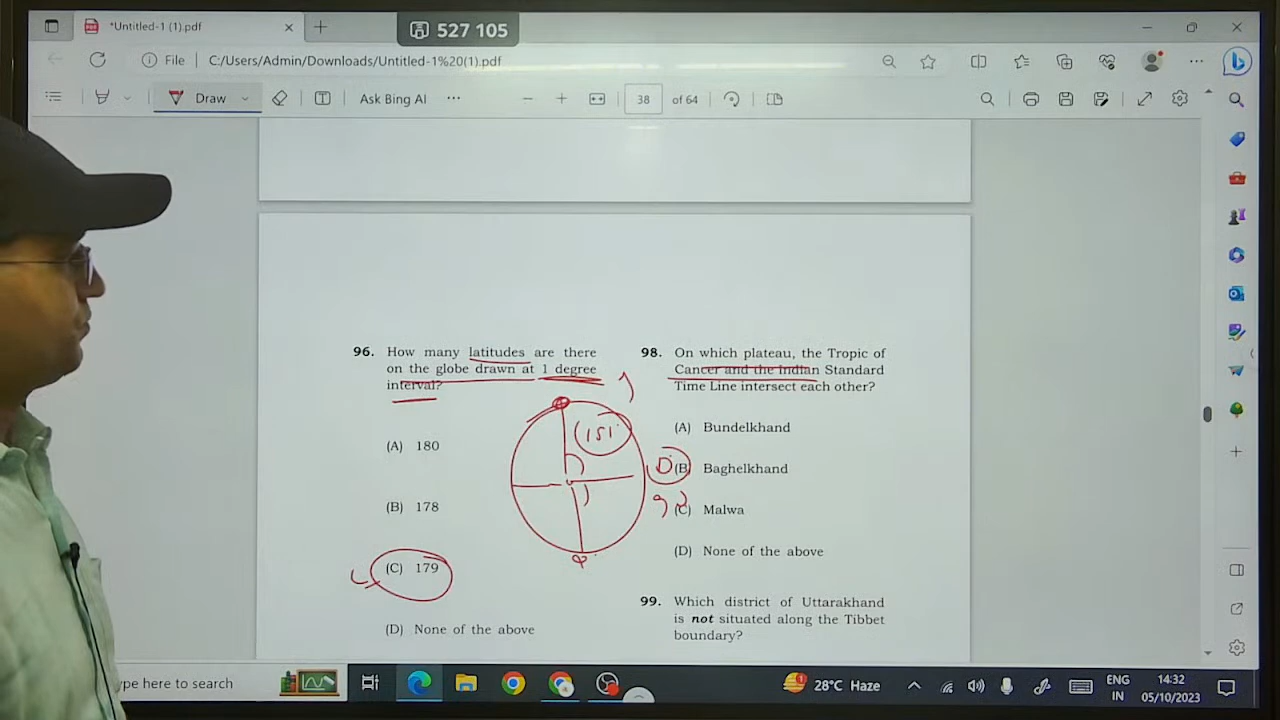 *Untitled-1 (1).pdf
527 105
File
C:/Users/Admin/Downloads/Untitled-1%20(1).pdf
Draw
Ask Bing AI
38
of 64
96. How many latitudes are there
on the globe drawn at 1 degree
interval?
(A) 180
(B) 178
(C) 179
(D) None of the above
98. On which plateau, the Tropic of
Cancer and the Indian Standard
Time Line intersect each other?
(A) Bundelkhand
(B) Baghelkhand
(C) Malwa
(D) None of the above
99. Which district of Uttarakhand
is not situated along the Tibbet
boundary?
ype here to search
28°C Haze
ENG
IN
14:32
05/10/2023